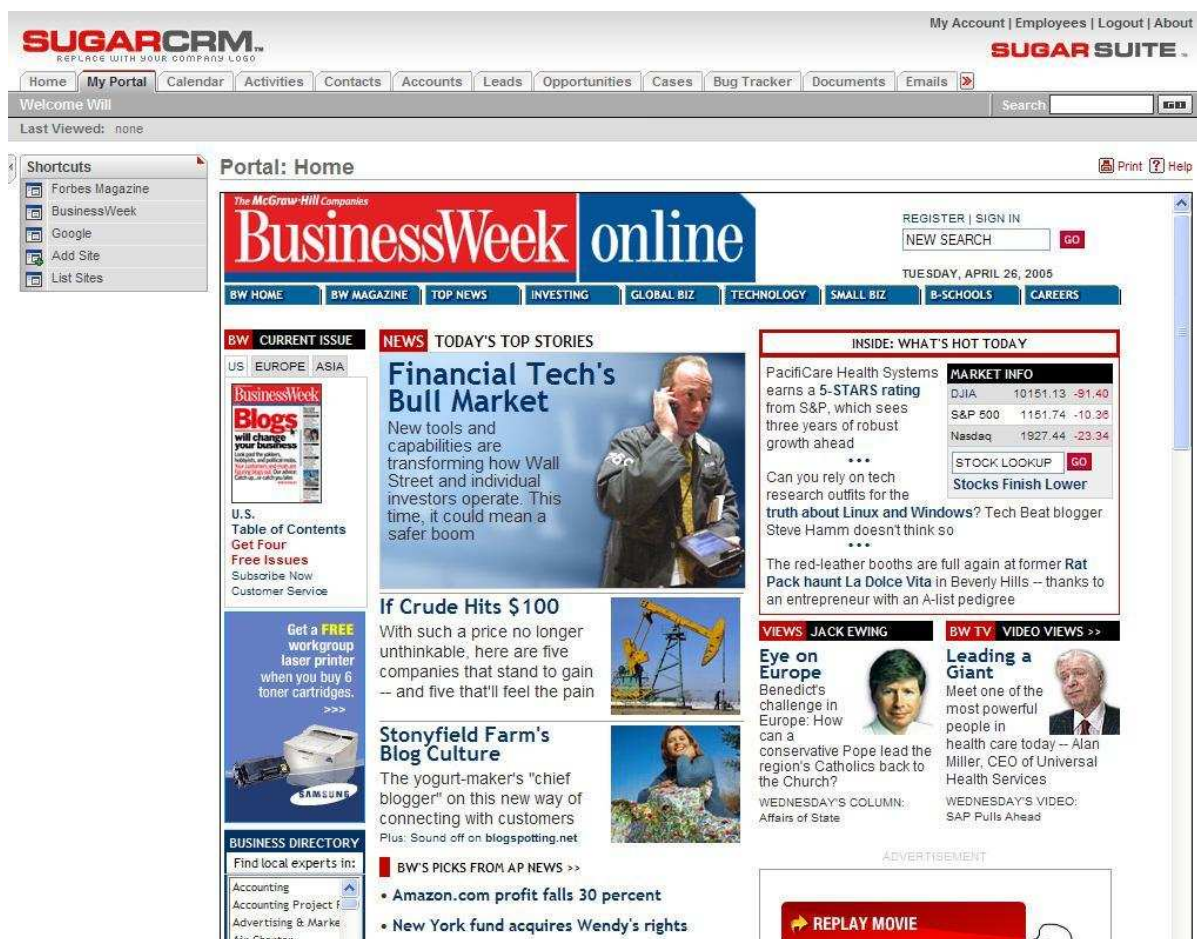 My Account | Employees | Logout | About
SUGARCRM™
REPLACE WITH YOUR COMPANY LOGO
SUGAR SUITE
Home My Portal Calendar Activities Contacts Accounts Leads Opportunities Cases Bug Tracker Documents Emails
Welcome Will
Search GO
Last Viewed: none
Shortcuts
Forbes Magazine
BusinessWeek
Google
Add Site
List Sites
Portal: Home
Print ? Help
The McGraw-Hill Companies
BusinessWeek online
REGISTER | SIGN IN
NEW SEARCH GO
TUESDAY, APRIL 26, 2005
BW HOME BW MAGAZINE TOP NEWS INVESTING GLOBAL BIZ TECHNOLOGY SMALL BIZ B-SCHOOLS CAREERS
BW CURRENT ISSUE
US EUROPE ASIA
BusinessWeek
Blogs
will change
your business
U.S.
Table of Contents
Get Four
Free Issues
Subscribe Now
Customer Service
Get a FREE
workgroup
laser printer
when you buy 6
toner cartridges.
>>>
SAMSUNG
BUSINESS DIRECTORY
Find local experts in:
Accounting
Accounting Project
Advertising & Marke
Air Charter
NEWS TODAY'S TOP STORIES
Financial Tech's
Bull Market
New tools and
capabilities are
transforming how Wall
Street and individual
investors operate. This
time, it could mean a
safer boom
If Crude Hits $100
With such a price no longer
unthinkable, here are five
companies that stand to gain
-- and five that'll feel the pain
Stonyfield Farm's
Blog Culture
The yogurt-maker's "chief
blogger" on this new way of
connecting with customers
Plus: Sound off on blogspotting.net
BW'S PICKS FROM AP NEWS >>
• Amazon.com profit falls 30 percent
• New York fund acquires Wendy's rights
INSIDE: WHAT'S HOT TODAY
PacifiCare Health Systems
earns a 5-STARS rating
from S&P, which sees
three years of robust
growth ahead
•••
Can you rely on tech
research outfits for the
truth about Linux and Windows? Tech Beat blogger
Steve Hamm doesn't think so
•••
The red-leather booths are full again at former Rat
Pack haunt La Dolce Vita in Beverly Hills -- thanks to
an entrepreneur with an A-list pedigree
MARKET INFO
DJIA 10151.13 -91.40
S&P 500 1151.74 -10.36
Nasdaq 1927.44 -23.34
STOCK LOOKUP GO
Stocks Finish Lower
VIEWS JACK EWING
Eye on
Europe
Benedict's
challenge in
Europe: How
can a
conservative Pope lead the
region's Catholics back to
the Church?
WEDNESDAY'S COLUMN:
Affairs of State
BW TV VIDEO VIEWS >>
Leading a
Giant
Meet one of the
most powerful
people in
health care today -- Alan
Miller, CEO of Universal
Health Services
WEDNESDAY'S VIDEO:
SAP Pulls Ahead
ADVERTISEMENT
REPLAY MOVIE